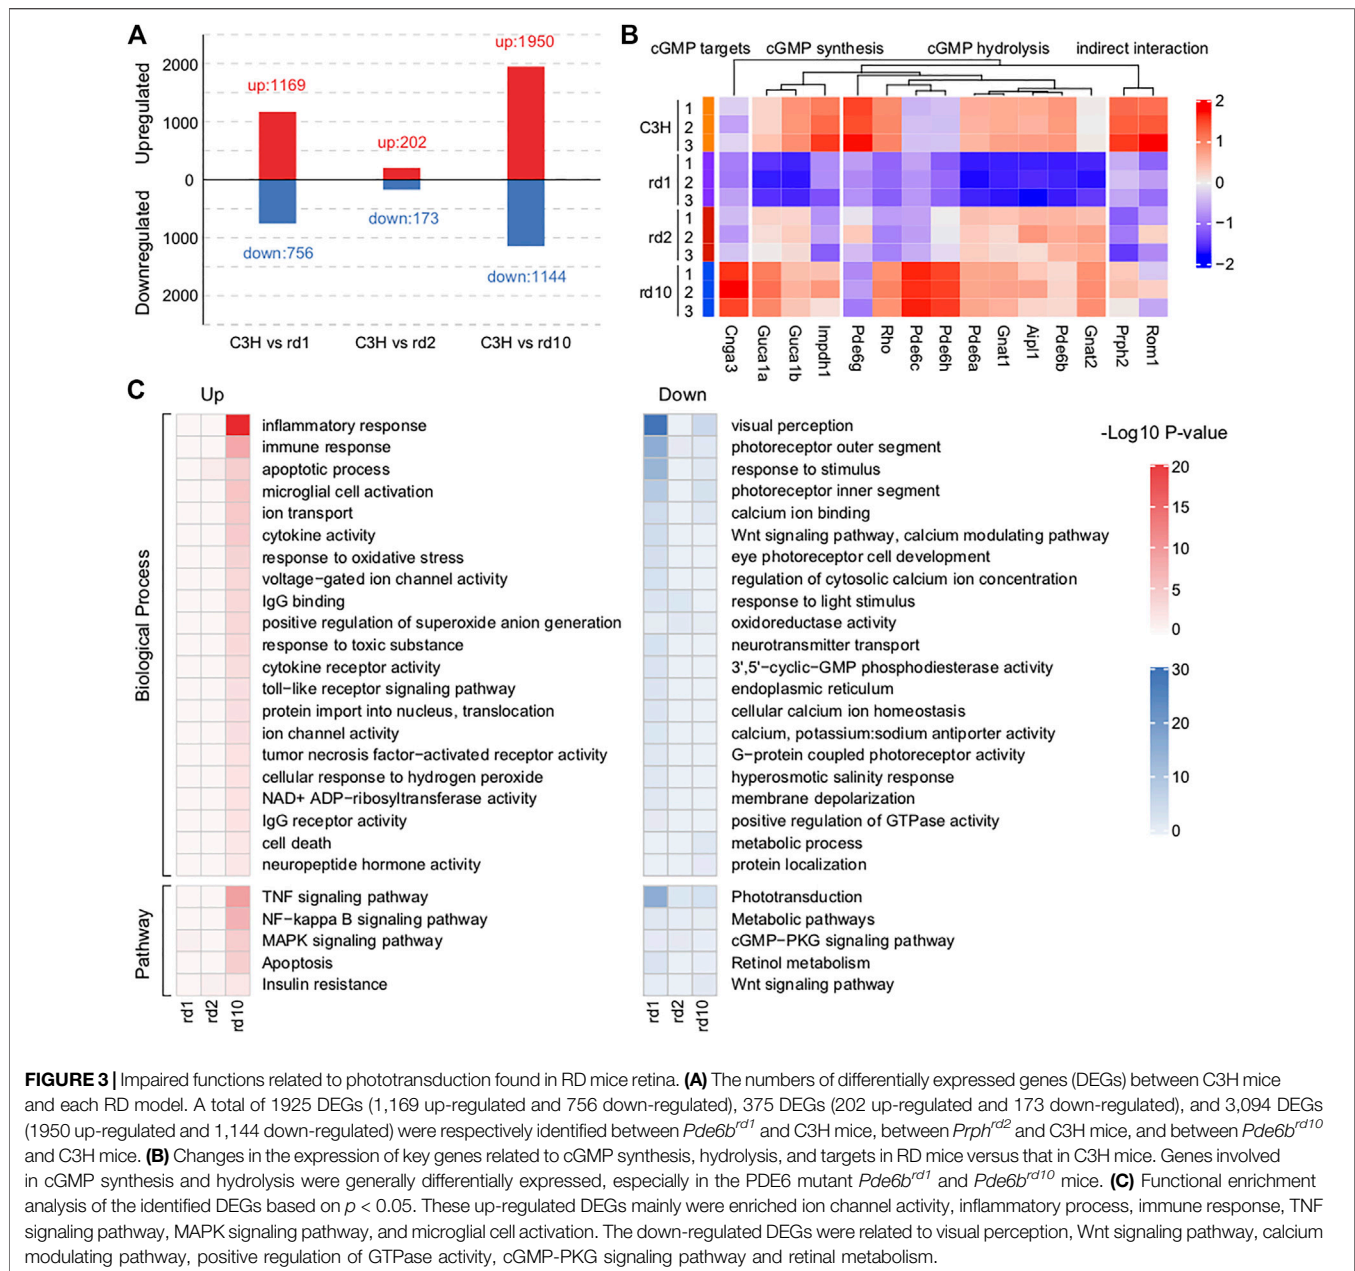 A
Upregulated
Downregulated
2000
1000
0
1000
2000
up:1169
down:756
up:202
down:173
up:1950
down:1144
C3H vs rd1
C3H vs rd2
C3H vs rd10
B
cGMP targets
cGMP synthesis
cGMP hydrolysis
indirect interaction
C3H
1
2
3
rd1
1
2
3
rd2
1
2
3
rd10
1
2
3
Cnga3
Guca1a
Guca1b
Impdh1
Pde6g
Rho
Pde6c
Pde6h
Pde6a
Gnat1
Aipl1
Pde6b
Gnat2
Prph2
Rom1
2
1
0
−1
−2
C
Up
Biological Process
inflammatory response
immune response
apoptotic process
microglial cell activation
ion transport
cytokine activity
response to oxidative stress
voltage−gated ion channel activity
IgG binding
positive regulation of superoxide anion generation
response to toxic substance
cytokine receptor activity
toll−like receptor signaling pathway
protein import into nucleus, translocation
ion channel activity
tumor necrosis factor−activated receptor activity
cellular response to hydrogen peroxide
NAD+ ADP−ribosyltransferase activity
IgG receptor activity
cell death
neuropeptide hormone activity
Pathway
TNF signaling pathway
NF−kappa B signaling pathway
MAPK signaling pathway
Apoptosis
Insulin resistance
rd1
rd2
rd10
Down
visual perception
photoreceptor outer segment
response to stimulus
photoreceptor inner segment
calcium ion binding
Wnt signaling pathway, calcium modulating pathway
eye photoreceptor cell development
regulation of cytosolic calcium ion concentration
response to light stimulus
oxidoreductase activity
neurotransmitter transport
3',5'−cyclic−GMP phosphodiesterase activity
endoplasmic reticulum
cellular calcium ion homeostasis
calcium, potassium:sodium antiporter activity
G−protein coupled photoreceptor activity
hyperosmotic salinity response
membrane depolarization
positive regulation of GTPase activity
metabolic process
protein localization
Phototransduction
Metabolic pathways
cGMP−PKG signaling pathway
Retinol metabolism
Wnt signaling pathway
rd1
rd2
rd10
-Log10 P-value
20
15
10
5
0
30
20
10
0
FIGURE 3 | Impaired functions related to phototransduction found in RD mice retina. (A) The numbers of differentially expressed genes (DEGs) between C3H mice
and each RD model. A total of 1925 DEGs (1,169 up-regulated and 756 down-regulated), 375 DEGs (202 up-regulated and 173 down-regulated), and 3,094 DEGs
(1950 up-regulated and 1,144 down-regulated) were respectively identified between Pde6b^rd1 and C3H mice, between Prph^rd2 and C3H mice, and between Pde6b^rd10
and C3H mice. (B) Changes in the expression of key genes related to cGMP synthesis, hydrolysis, and targets in RD mice versus that in C3H mice. Genes involved
in cGMP synthesis and hydrolysis were generally differentially expressed, especially in the PDE6 mutant Pde6b^rd1 and Pde6b^rd10 mice. (C) Functional enrichment
analysis of the identified DEGs based on p < 0.05. These up-regulated DEGs mainly were enriched ion channel activity, inflammatory process, immune response, TNF
signaling pathway, MAPK signaling pathway, and microglial cell activation. The down-regulated DEGs were related to visual perception, Wnt signaling pathway, calcium
modulating pathway, positive regulation of GTPase activity, cGMP-PKG signaling pathway and retinal metabolism.